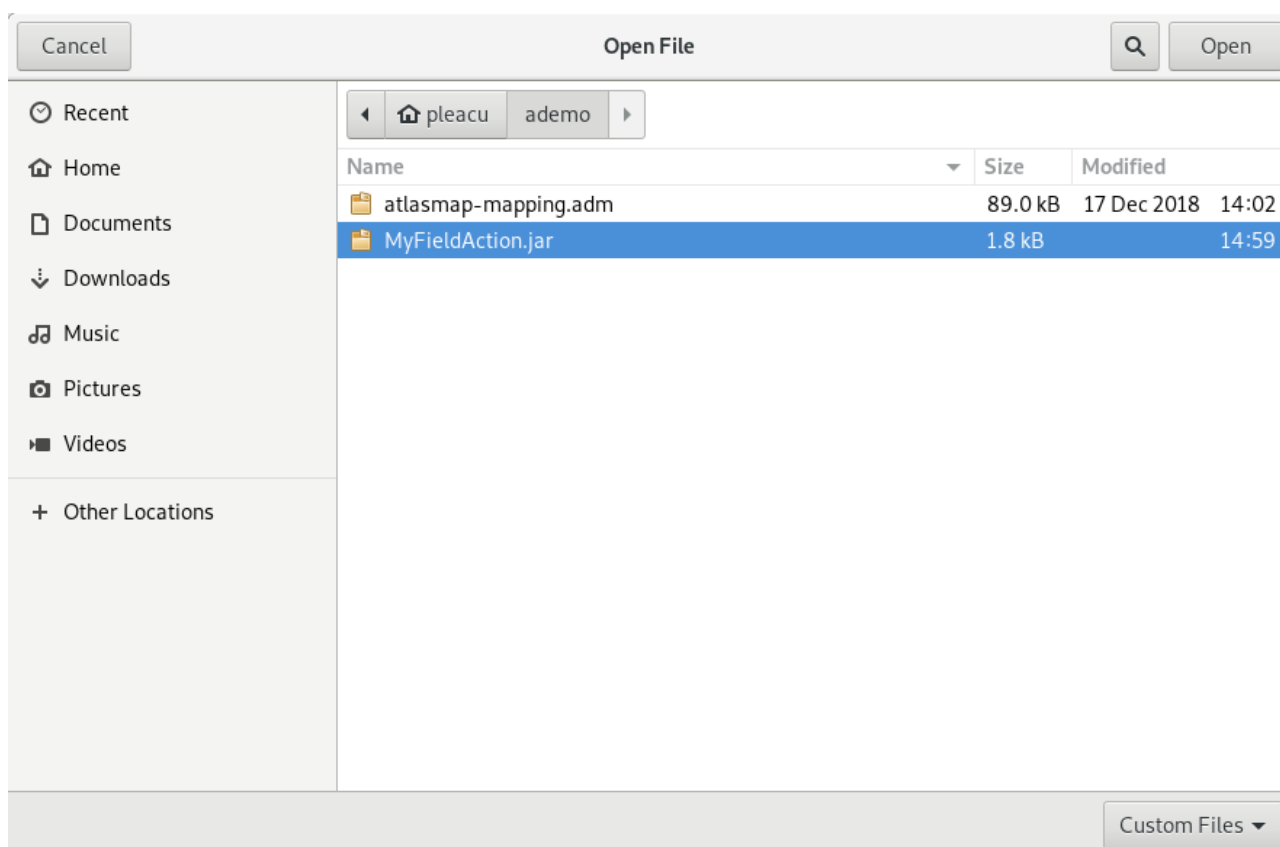 Cancel Open File Open
Recent
pleacu ademo
Home
Name Size Modified
atlasmap-mapping.adm 89.0 kB 17 Dec 2018 14:02
Documents
MyFieldAction.jar 1.8 kB 14:59
Downloads
Music
Pictures
Videos
+ Other Locations
Custom Files